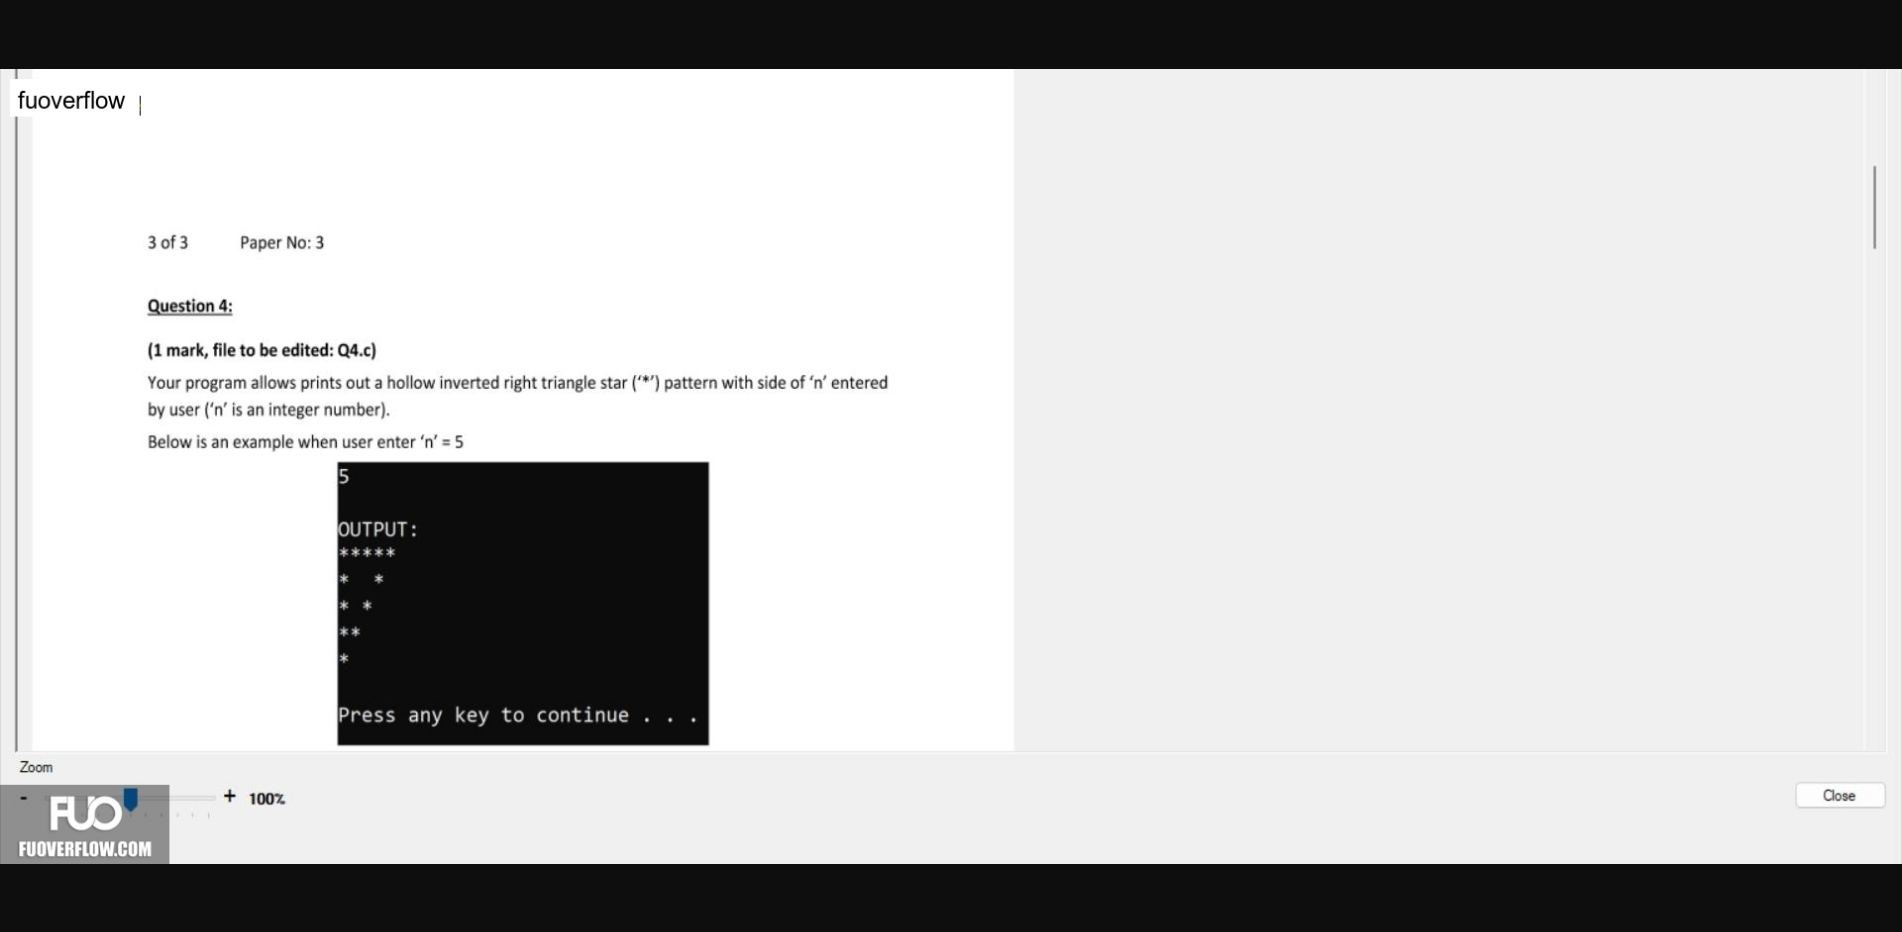 fuoverflow
3 of 3 Paper No: 3
Question 4:
(1 mark, file to be edited: Q4.c)
Your program allows prints out a hollow inverted right triangle star (‘*’) pattern with side of ‘n’ entered
by user (‘n’ is an integer number).
Below is an example when user enter ‘n’ = 5
5
OUTPUT:
*****
*  *
* *
**
*
Press any key to continue . . .
Zoom
- + 100%
Close
FUO
FUOVERFLOW.COM